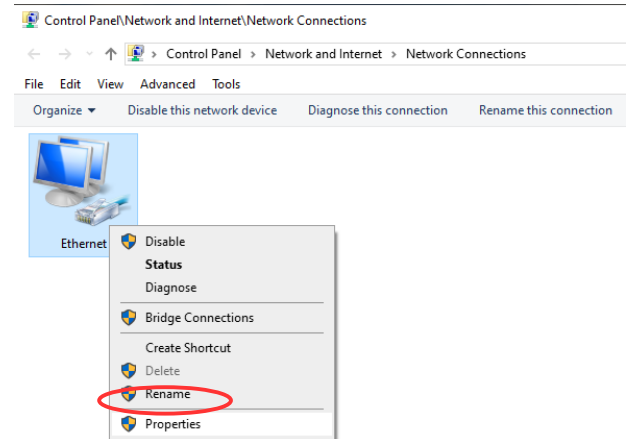 Control Panel\Network and Internet\Network Connections
Control Panel > Network and Internet > Network Connections
File Edit View Advanced Tools
Organize Disable this network device Diagnose this connection Rename this connection
Ethernet
Disable
Status
Diagnose
Bridge Connections
Create Shortcut
Delete
Rename
Properties